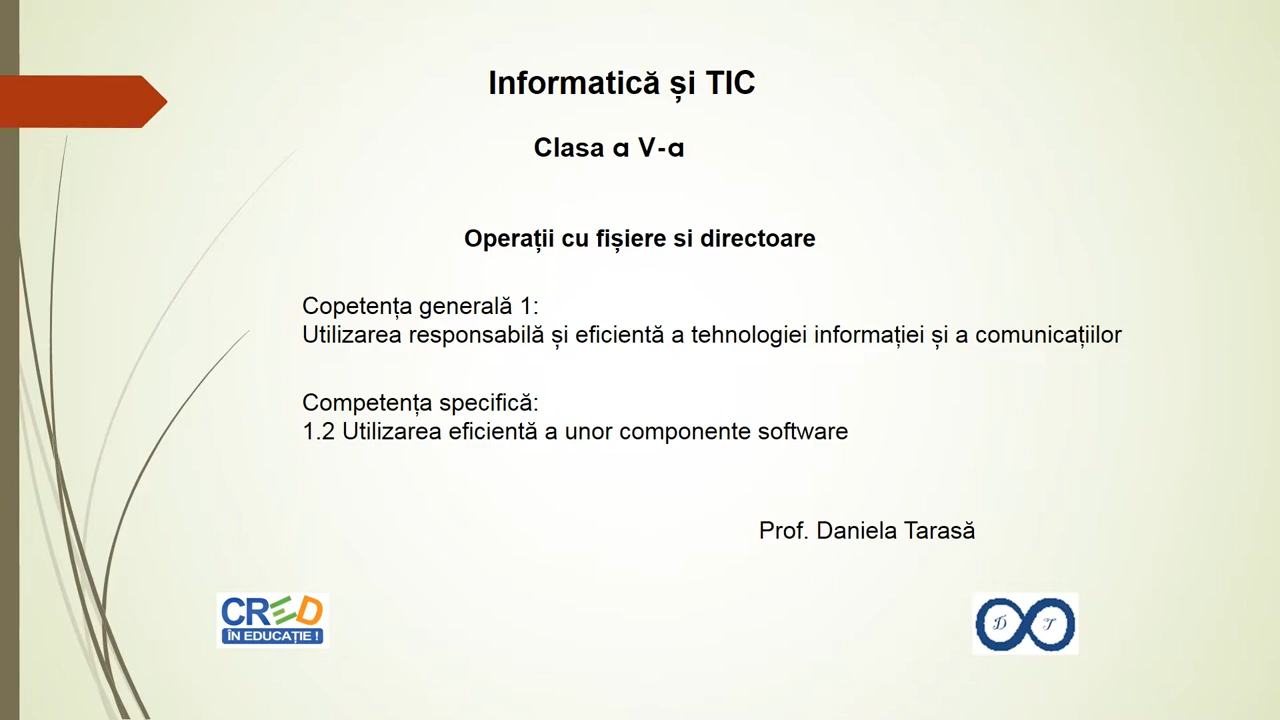 Informatică și TIC
Clasa a V-a
Operații cu fișiere si directoare
Copetența generală 1:
Utilizarea responsabilă și eficientă a tehnologiei informației și a comunicațiilor
Competența specifică:
1.2 Utilizarea eficientă a unor componente software
Prof. Daniela Tarasă
CRED
ÎN EDUCAȚIE !
D T